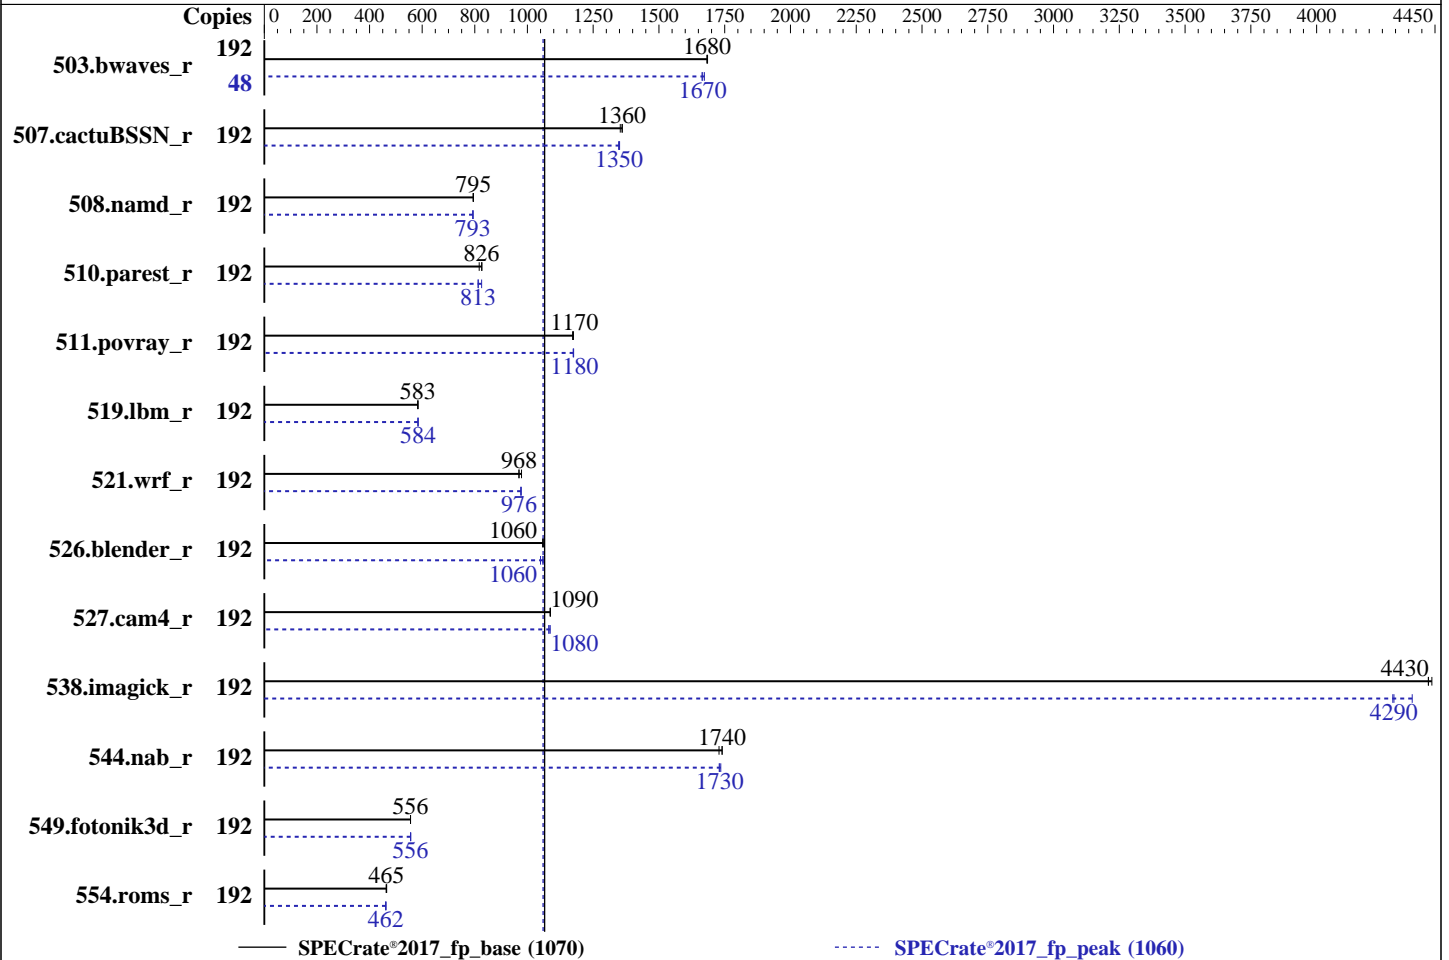 Copies 0 200 400 600 800 1000 1250 1500 1750 2000 2250 2500 2750 3000 3250 3500 3750 4000 4450
503.bwaves_r 192 1680
48 1670
507.cactuBSSN_r 192 1360
1350
508.namd_r 192 795
793
510.parest_r 192 826
813
511.povray_r 192 1170
1180
519.lbm_r 192 583
584
521.wrf_r 192 968
976
526.blender_r 192 1060
1060
527.cam4_r 192 1090
1080
538.imagick_r 192 4430
4290
544.nab_r 192 1740
1730
549.fotonik3d_r 192 556
556
554.roms_r 192 465
462
SPECrate®2017_fp_base (1070) SPECrate®2017_fp_peak (1060)